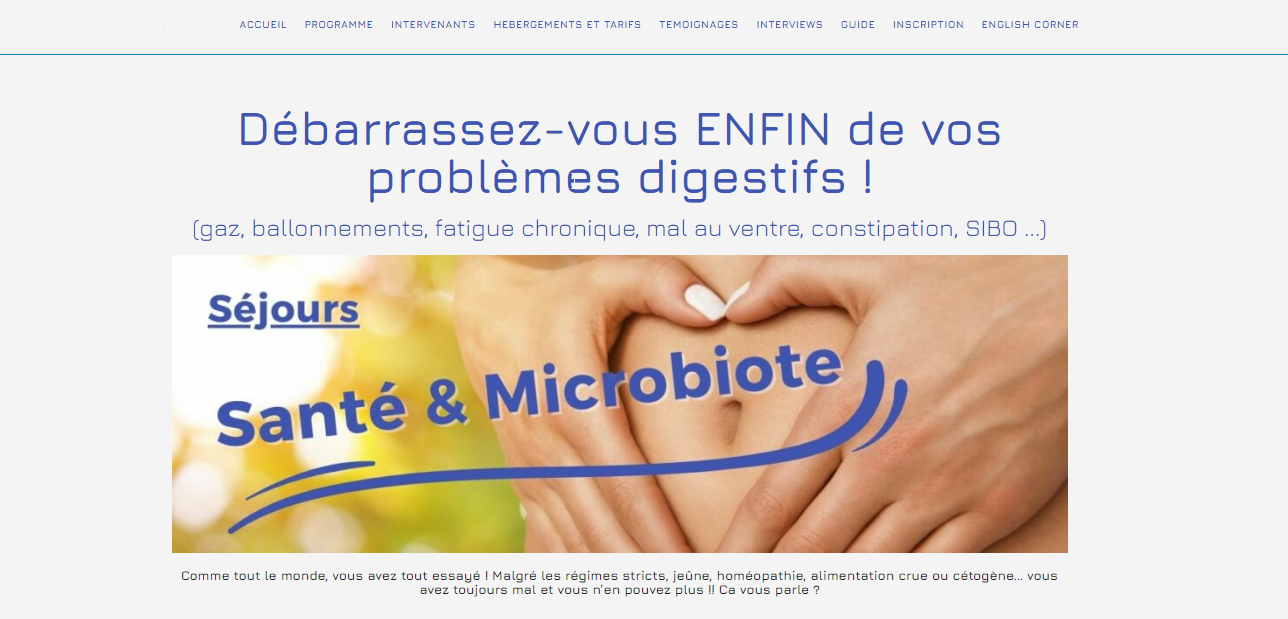 ACCUEIL PROGRAMME INTERVENANTS HEBERGEMENTS ET TARIFS TEMOIGNAGES INTERVIEWS GUIDE INSCRIPTION ENGLISH CORNER
Débarrassez-vous ENFIN de vos
problèmes digestifs !
(gaz, ballonnements, fatigue chronique, mal au ventre, constipation, SIBO ...)
Séjours
Santé & Microbiote
Comme tout le monde, vous avez tout essayé ! Malgré les régimes stricts, jeûne, homéopathie, alimentation crue ou cétogène... vous
avez toujours mal et vous n'en pouvez plus !! Ca vous parle ?